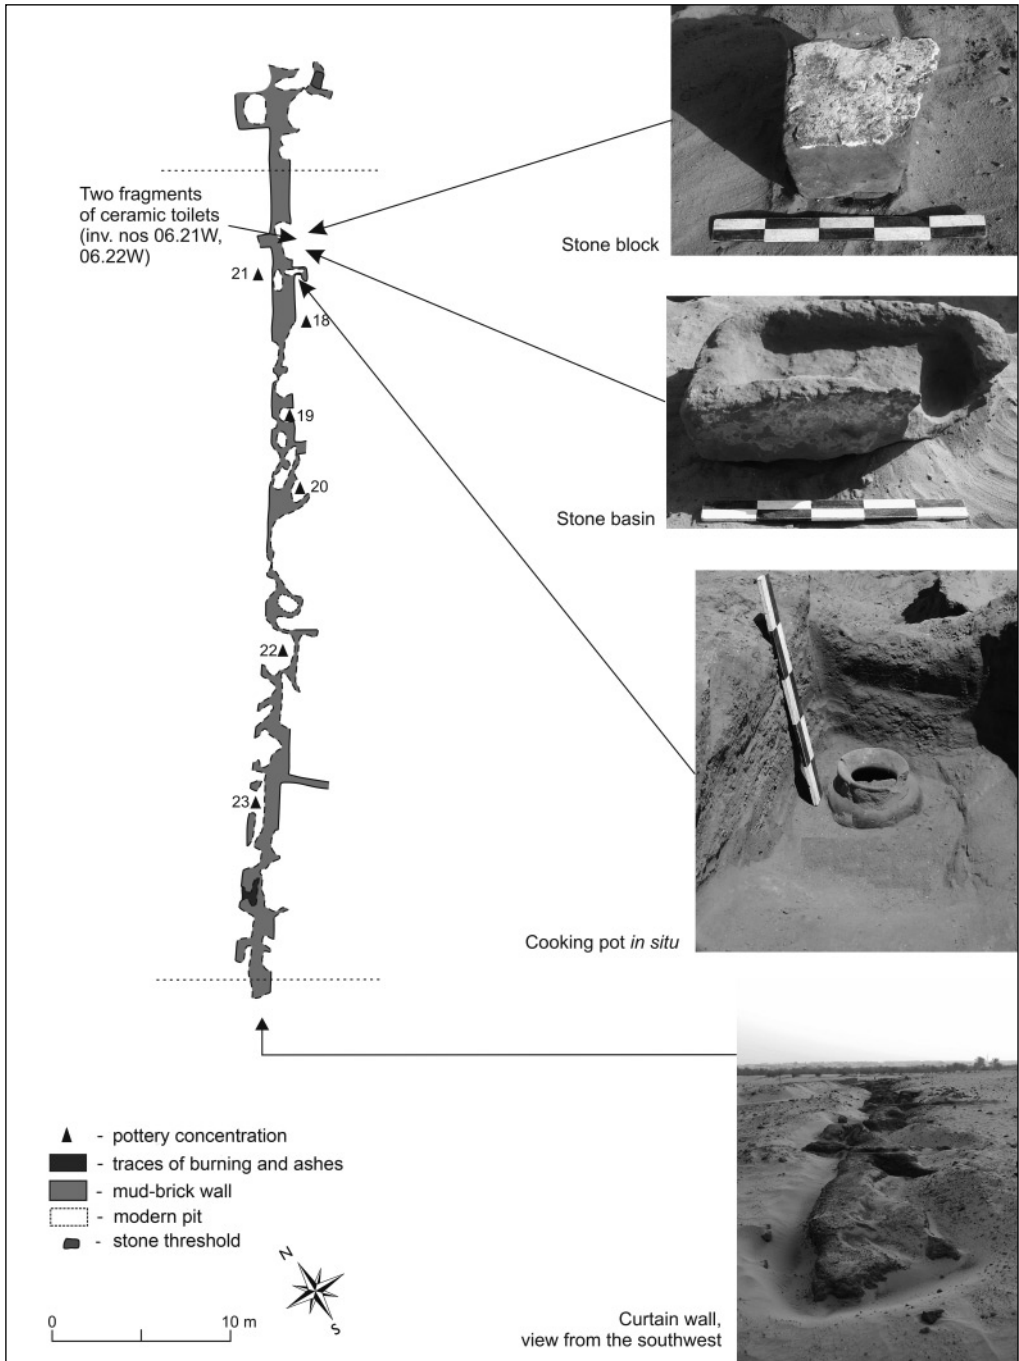 Two fragments
of ceramic toilets
(inv. nos 06.21W,
06.22W)
Stone block
21
18
19
20
Stone basin
22
23
Cooking pot in situ
- pottery concentration
- traces of burning and ashes
- mud-brick wall
- modern pit
- stone threshold
N
S
0 10 m
Curtain wall,
view from the southwest